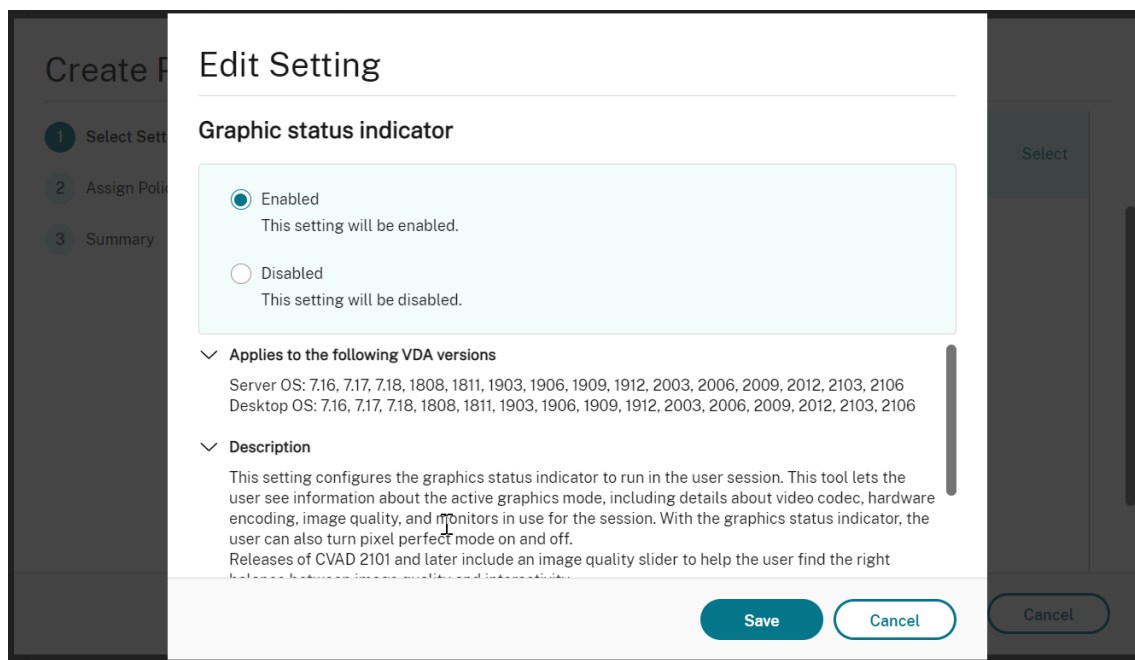 Create
Edit Setting
1 Select Sett
2 Assign Polic
3 Summary
Select
Graphic status indicator
Enabled
This setting will be enabled.
Disabled
This setting will be disabled.
Applies to the following VDA versions
Server OS: 7.16, 7.17, 7.18, 1808, 1811, 1903, 1906, 1909, 1912, 2003, 2006, 2009, 2012, 2103, 2106
Desktop OS: 7.16, 7.17, 7.18, 1808, 1811, 1903, 1906, 1909, 1912, 2003, 2006, 2009, 2012, 2103, 2106
Description
This setting configures the graphics status indicator to run in the user session. This tool lets the
user see information about the active graphics mode, including details about video codec, hardware
encoding, image quality, and monitors in use for the session. With the graphics status indicator, the
user can also turn pixel perfect mode on and off.
Releases of CVAD 2101 and later include an image quality slider to help the user find the right
balance between image quality and interactivity.
Save
Cancel
Cancel